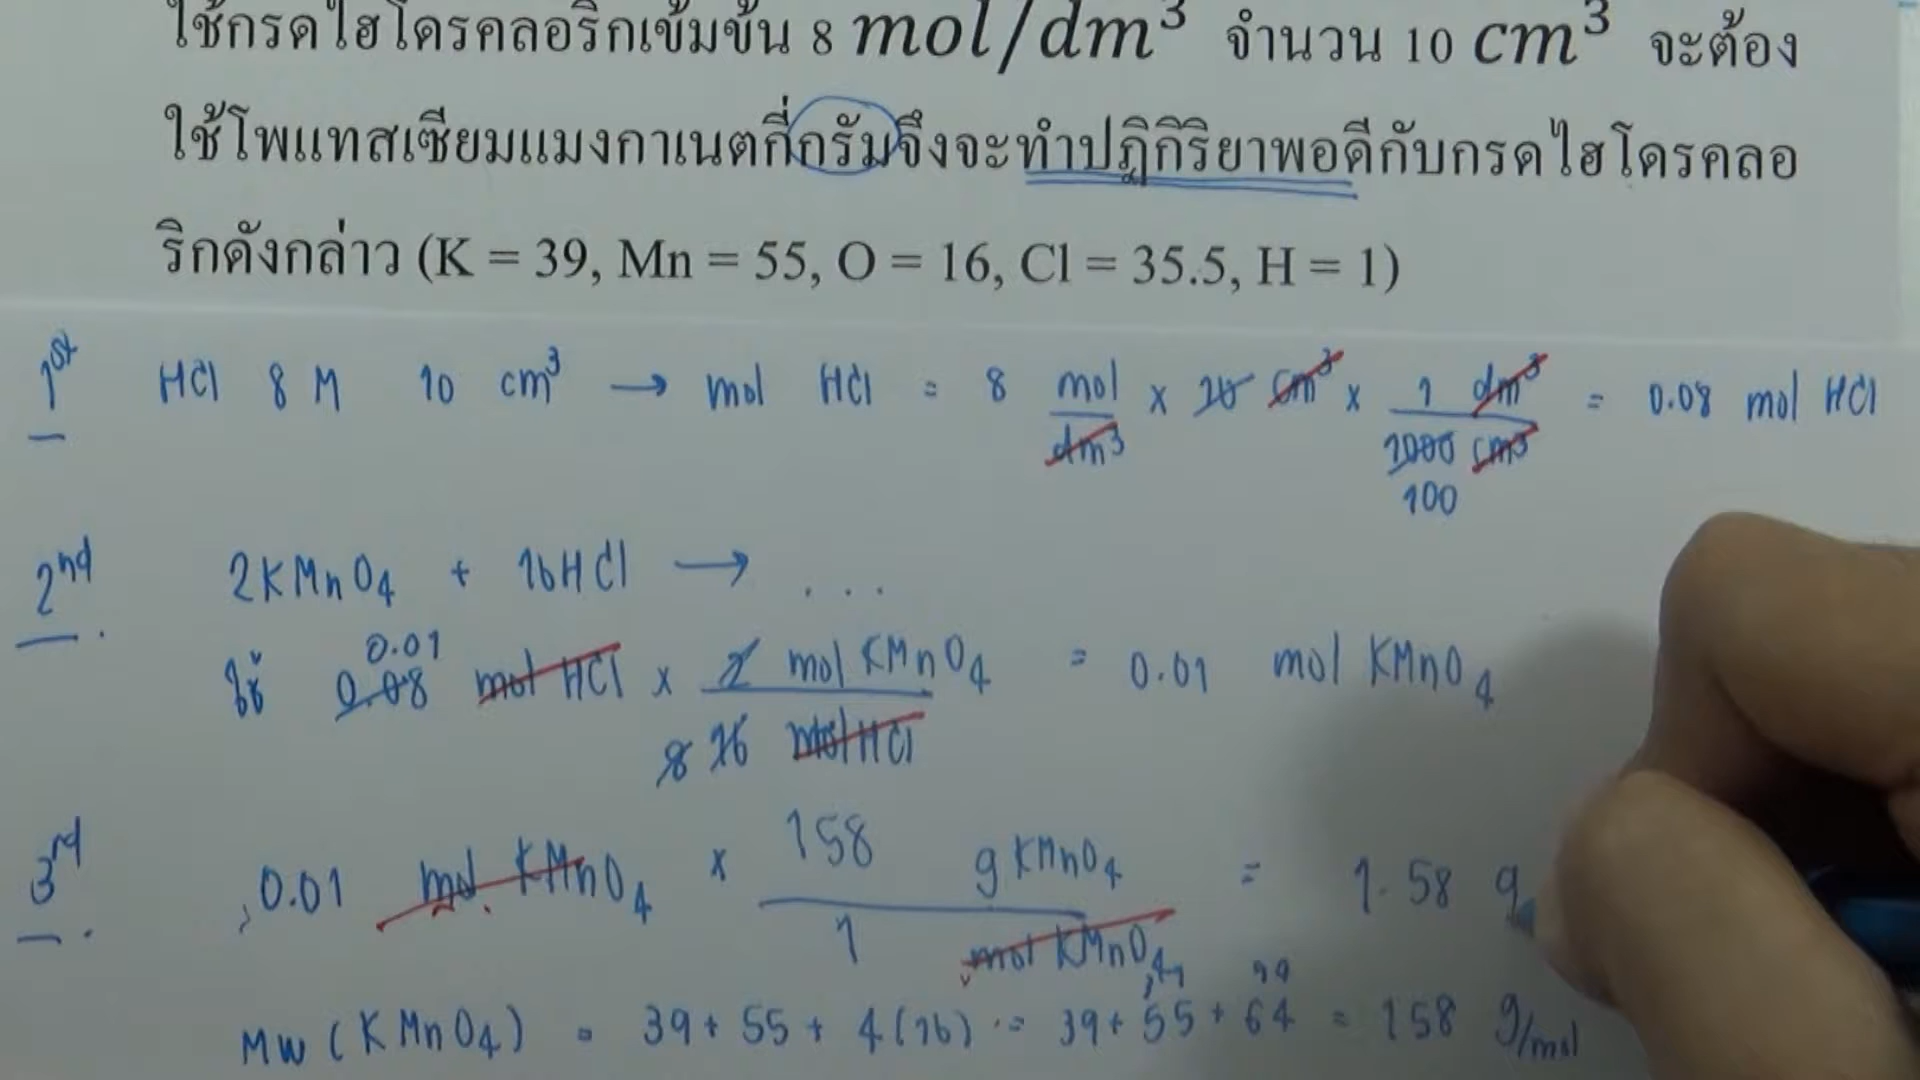 ใช้กรดไฮโดรคลอริกเข้มข้น 8 mol/dm³ จำนวน 10 cm³ จะต้อง
ใช้โพแทสเซียมแมงกาเนตกี่กรัมจึงจะทำปฏิกิริยาพอดีกับกรดไฮโดรคลอ
ริกดังกล่าว (K = 39, Mn = 55, O = 16, Cl = 35.5, H = 1)
1st HCl 8 M 10 cm³ → mol HCl = 8 mol/dm³ × 10 cm³ × 1 dm³/1000 cm³ = 0.08 mol HCl
100
2nd 2KMnO₄ + 16HCl → ...
0.01
ใช้ 0.08 mol HCl × 2 mol KMnO₄ = 0.01 mol KMnO₄
8 16 mol HCl
3rd 0.01 mol KMnO₄ × 158 g KMnO₄ = 1.58 g
1 mol KMnO₄
MW (KMnO₄) = 39 + 55 + 4(16) = 39 + 55 + 64 = 158 g/mol